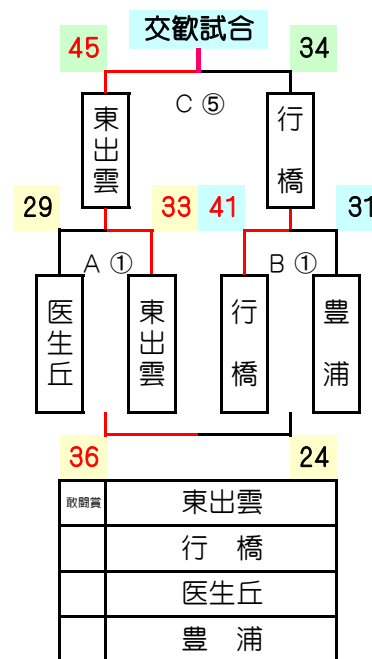 交歓試合
45 34
C ⑤
東出雲 行橋
29 33 41 31
A ① B ①
医生丘 東出雲 行橋 豊浦
36 24
敢闘賞 東出雲
行 橋
医生丘
豊 浦